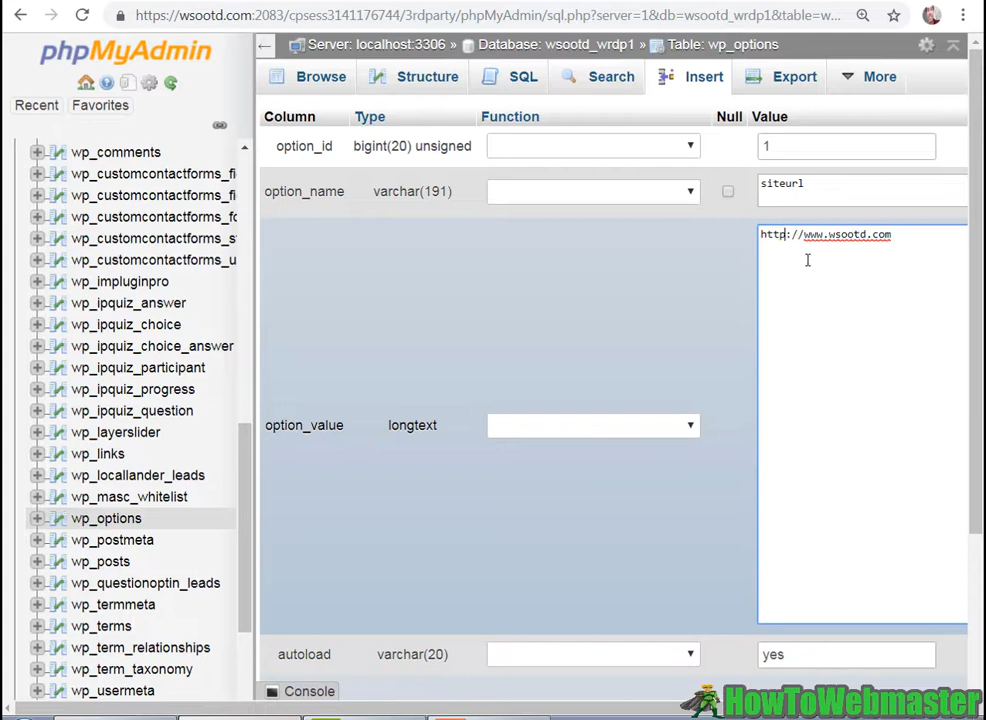 https://wsootd.com:2083/cpsess3141176744/3rdparty/phpMyAdmin/sql.php?server=1&db=wsootd_wrdp1&table=w...
phpMyAdmin
Recent Favorites
wp_comments
wp_customcontactforms_fi
wp_customcontactforms_fi
wp_customcontactforms_fo
wp_customcontactforms_st
wp_customcontactforms_u
wp_impluginpro
wp_ipquiz_answer
wp_ipquiz_choice
wp_ipquiz_choice_answer
wp_ipquiz_participant
wp_ipquiz_progress
wp_ipquiz_question
wp_layerslider
wp_links
wp_locallander_leads
wp_masc_whitelist
wp_options
wp_postmeta
wp_posts
wp_questionoptin_leads
wp_termmeta
wp_terms
wp_term_relationships
wp_term_taxonomy
wp_usermeta
Server: localhost:3306 » Database: wsootd_wrdp1 » Table: wp_options
Browse Structure SQL Search Insert Export More
Column Type Function Null Value
option_id bigint(20) unsigned 1
option_name varchar(191) siteurl
http://www.wsootd.com
option_value longtext
autoload varchar(20) yes
Console
HowToWebmaster